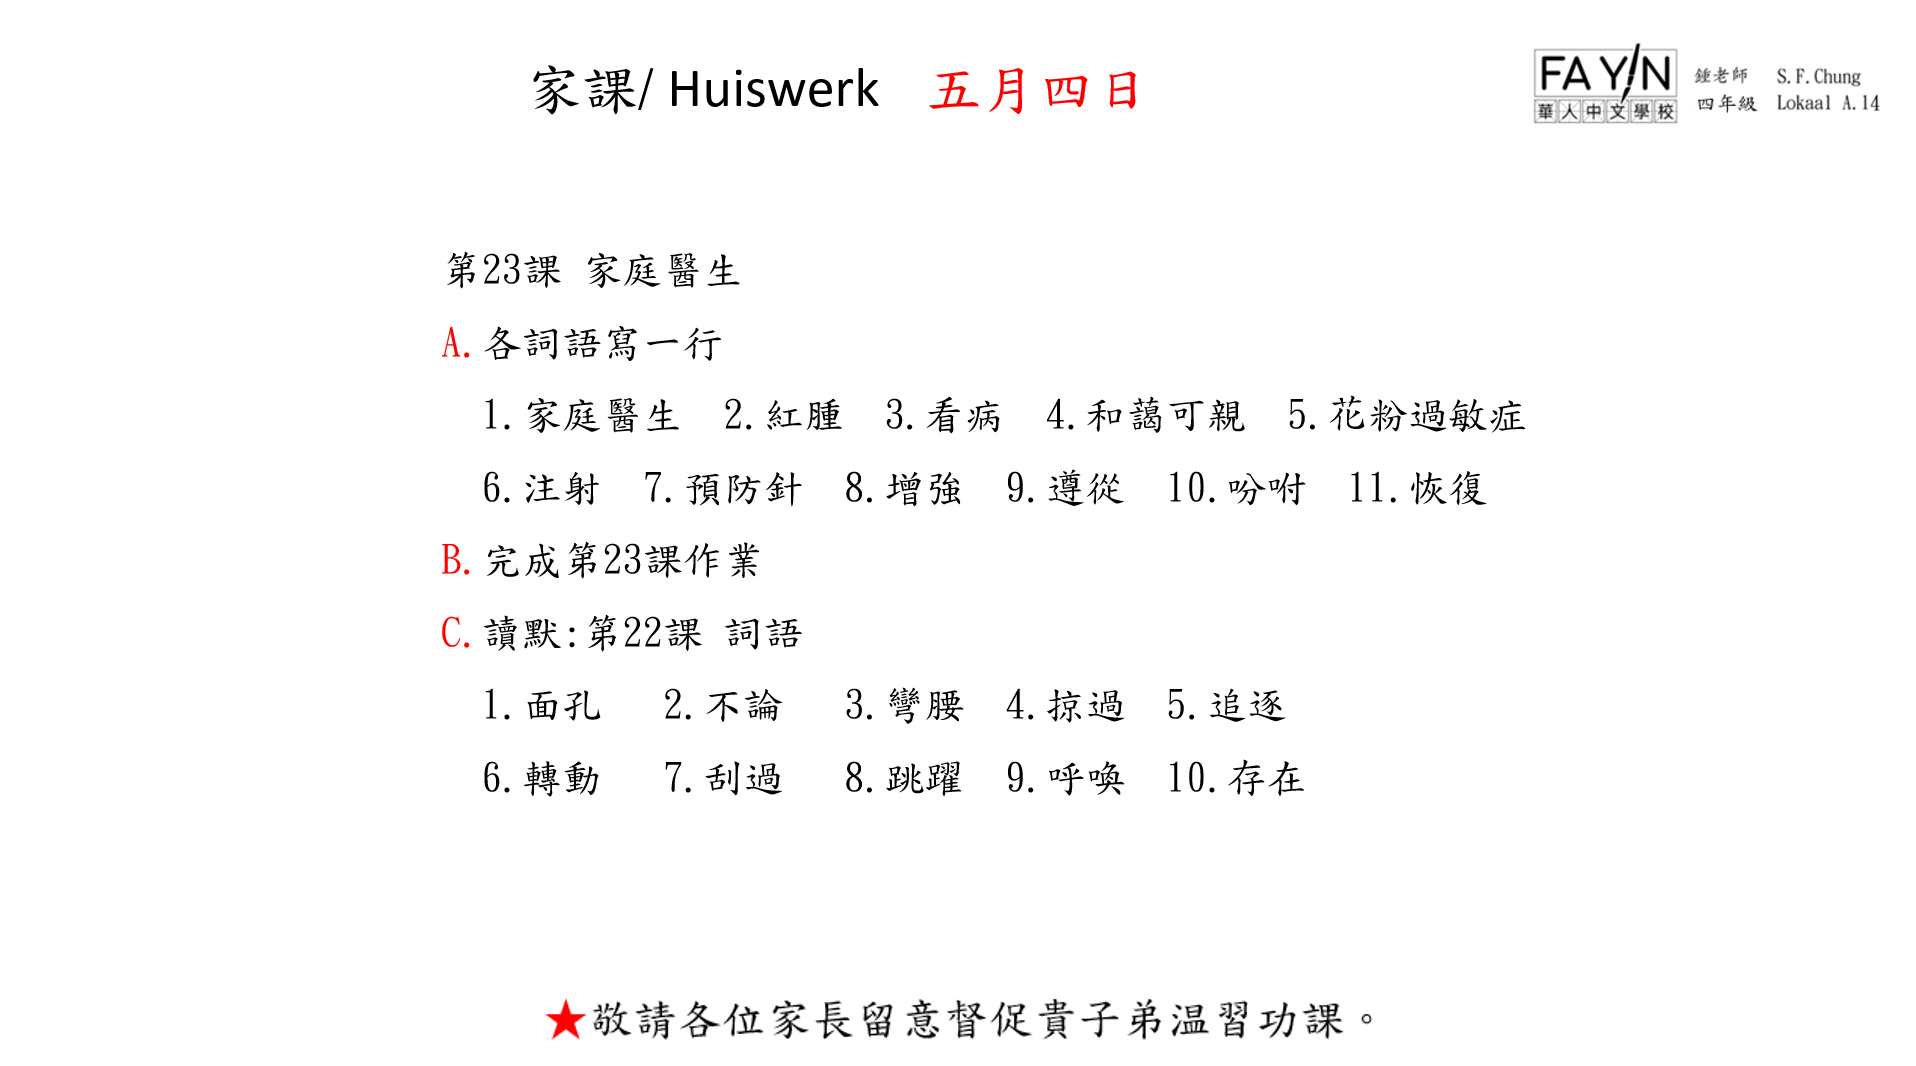 家課/ Huiswerk 五月四日
FAYIN
華人中文學校
鍾老師 S.F.Chung
四年級 Lokaal A.14
第23課 家庭醫生
A.各詞語寫一行
1.家庭醫生 2.紅腫 3.看病 4.和藹可親 5.花粉過敏症
6.注射 7.預防針 8.增強 9.遵從 10.吩咐 11.恢復
B.完成第23課作業
C.讀默:第22課 詞語
1.面孔 2.不論 3.彎腰 4.掠過 5.追逐
6.轉動 7.刮過 8.跳躍 9.呼喚 10.存在
★敬請各位家長留意督促貴子弟温習功課。